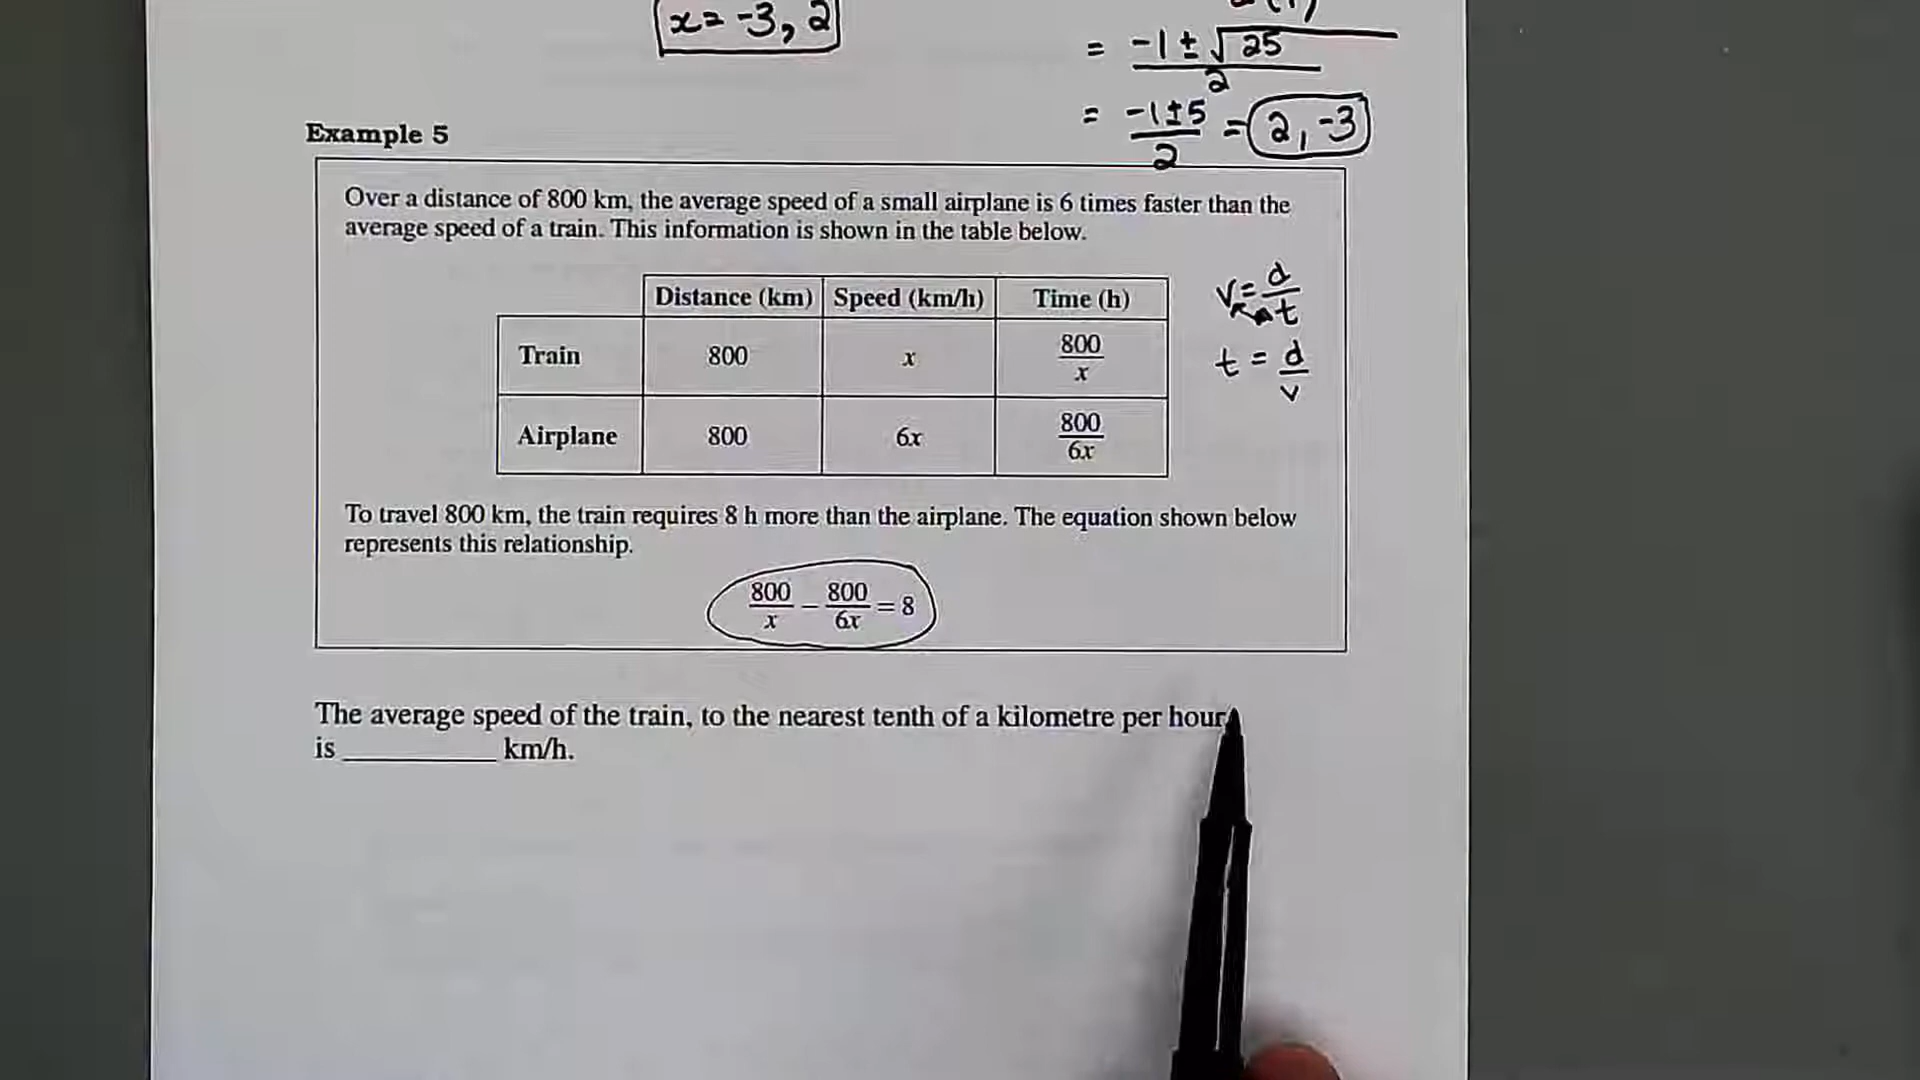 x = -3, 2
= -1 ± √25
2
= -1 ± 5 = 2, -3
2
Example 5
Over a distance of 800 km, the average speed of a small airplane is 6 times faster than the
average speed of a train. This information is shown in the table below.
Distance (km) Speed (km/h) Time (h)
Train 800 x 800/x
Airplane 800 6x 800/6x
v = d/t
t = d/v
To travel 800 km, the train requires 8 h more than the airplane. The equation shown below
represents this relationship.
800/x - 800/6x = 8
The average speed of the train, to the nearest tenth of a kilometre per hour
is __________ km/h.